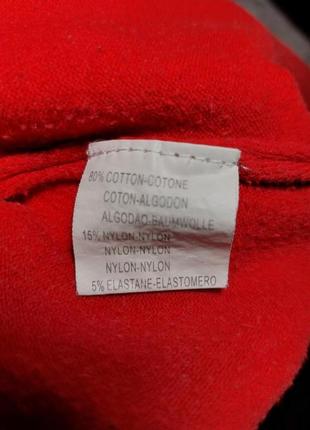 80% COTTON-COTONE
COTON-ALGODON
ALGODAO-BAUMWOLLE
15% NYLON-NYLON
NYLON-NYLON
NYLON-NYLON
5% ELASTANE-ELASTOMERO